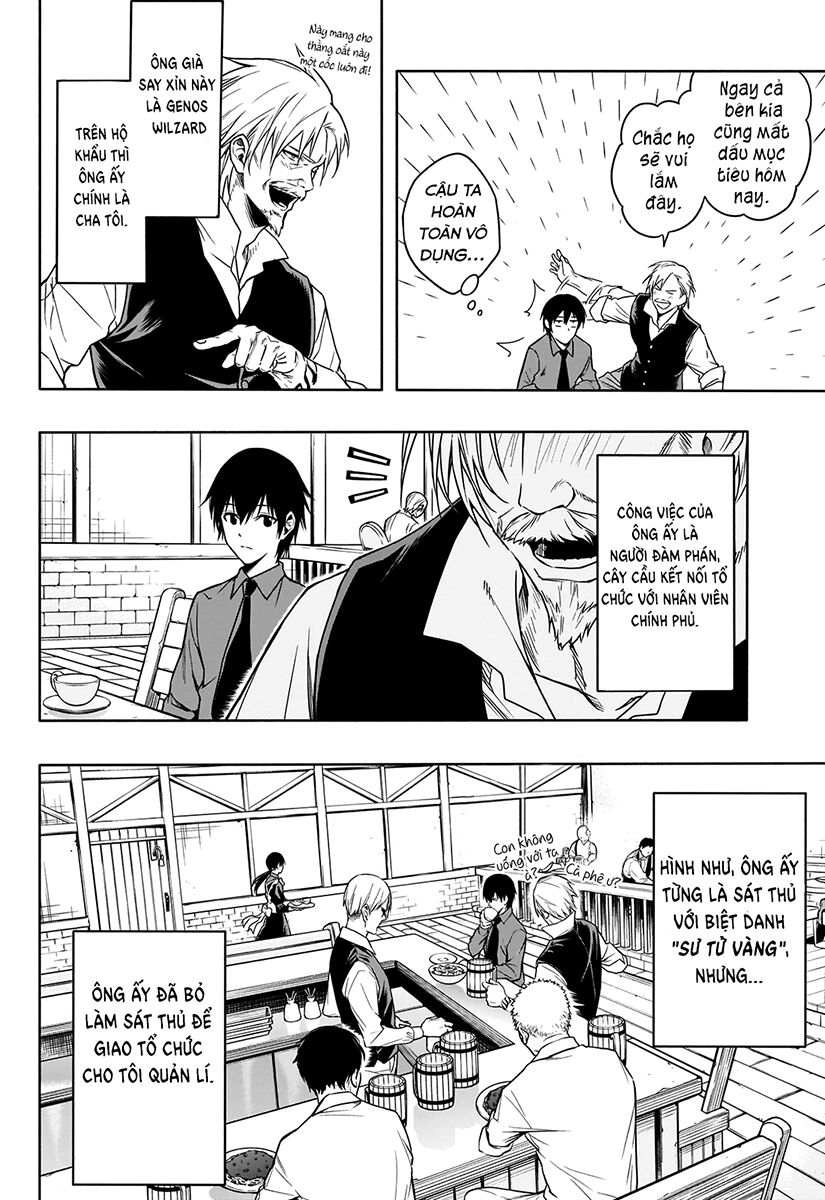 Ngay cả
bên kia
cũng mất
dấu mục
tiêu hôm
nay.
Chắc họ
sẽ vui
lắm
đây.
CẬU TA
HOÀN
TOÀN VÔ
DỤNG...
Này mang cho
thằng oắt này
một cốc luôn đi!
ÔNG GIÀ
SAY XỈN NÀY
LÀ GENOS
WILZARD
TRÊN HỘ
KHẨU THÌ
ÔNG ẤY
CHÍNH LÀ
CHA TÔI.
CÔNG VIỆC CỦA
ÔNG ẤY LÀ
NGƯỜI ĐÀM PHÁN,
CÂY CẦU KẾT NỐI TỔ
CHỨC VỚI NHÂN VIÊN
CHÍNH PHỦ.
HÌNH NHƯ, ÔNG ẤY
TỪNG LÀ SÁT THỦ
VỚI BIỆT DANH
"SƯ TỬ VÀNG",
NHƯNG...
Con không
uống với ta
à?
Cà phê ư?
ÔNG ẤY ĐÃ BỎ
LÀM SÁT THỦ ĐỂ
GIAO TỔ CHỨC
CHO TÔI QUẢN LÍ.